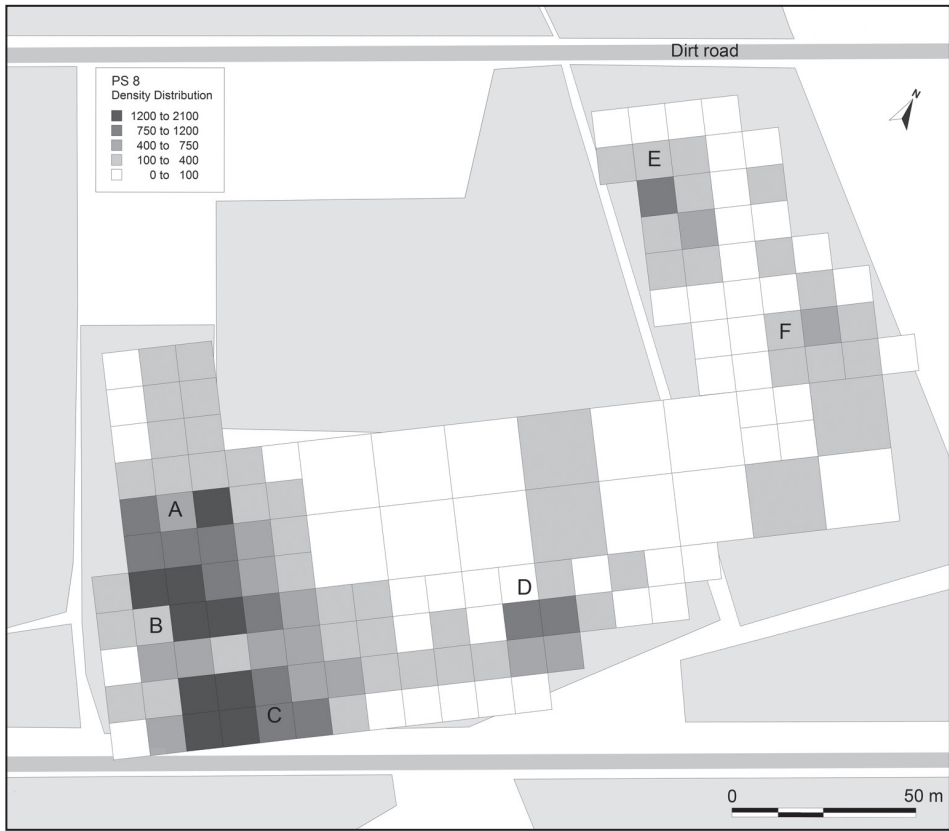 Dirt road
PS 8
Density Distribution
1200 to 2100
750 to 1200
400 to 750
100 to 400
0 to 100
N
E
F
A
D
B
C
0 50 m